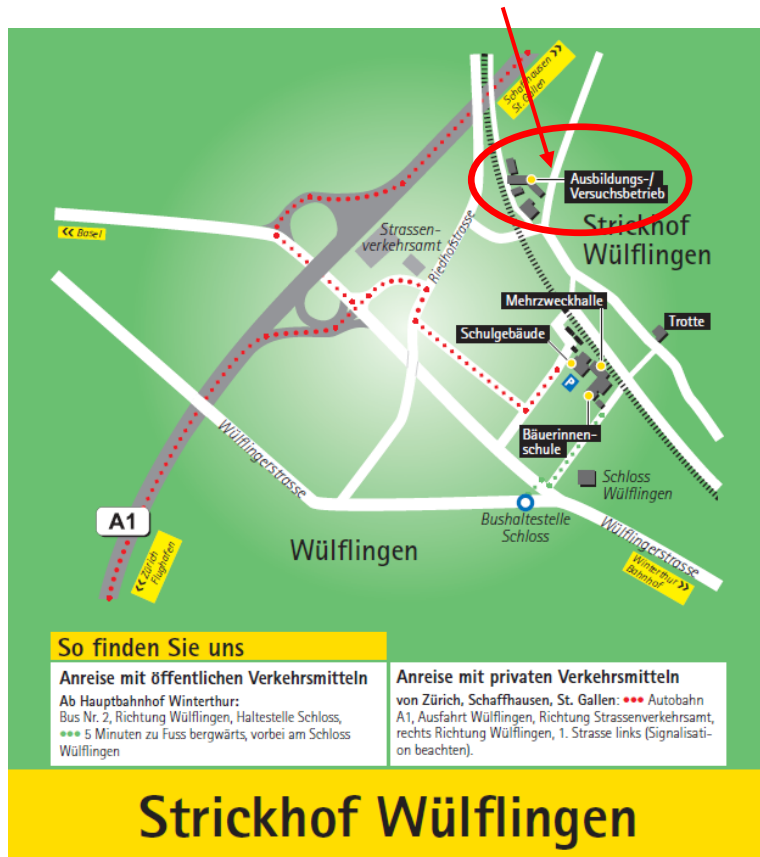 Schaffhausen >>
St. Gallen
Ausbildungs-/
Versuchsbetrieb
Strickhof
Wülflingen
<< Basel
Strassen-
verkehrsamt
Riedhofstrasse
Mehrzweckhalle
Trotte
Schulgebäude
P
Bäuerinnen-
schule
Schloss
Wülflingen
Wülflingerstrasse
A1
Bushaltestelle
Schloss
Wülflingen
Wülflingerstrasse
<< Zürich
Flughafen
Winterthur >>
Bahnhof
So finden Sie uns
Anreise mit öffentlichen Verkehrsmitteln
Ab Hauptbahnhof Winterthur:
Bus Nr. 2, Richtung Wülflingen, Haltestelle Schloss,
••• 5 Minuten zu Fuss bergwärts, vorbei am Schloss
Wülflingen
Anreise mit privaten Verkehrsmitteln
von Zürich, Schaffhausen, St. Gallen: ••• Autobahn
A1, Ausfahrt Wülflingen, Richtung Strassenverkehrsamt,
rechts Richtung Wülflingen, 1. Strasse links (Signalisati-
on beachten).
Strickhof Wülflingen